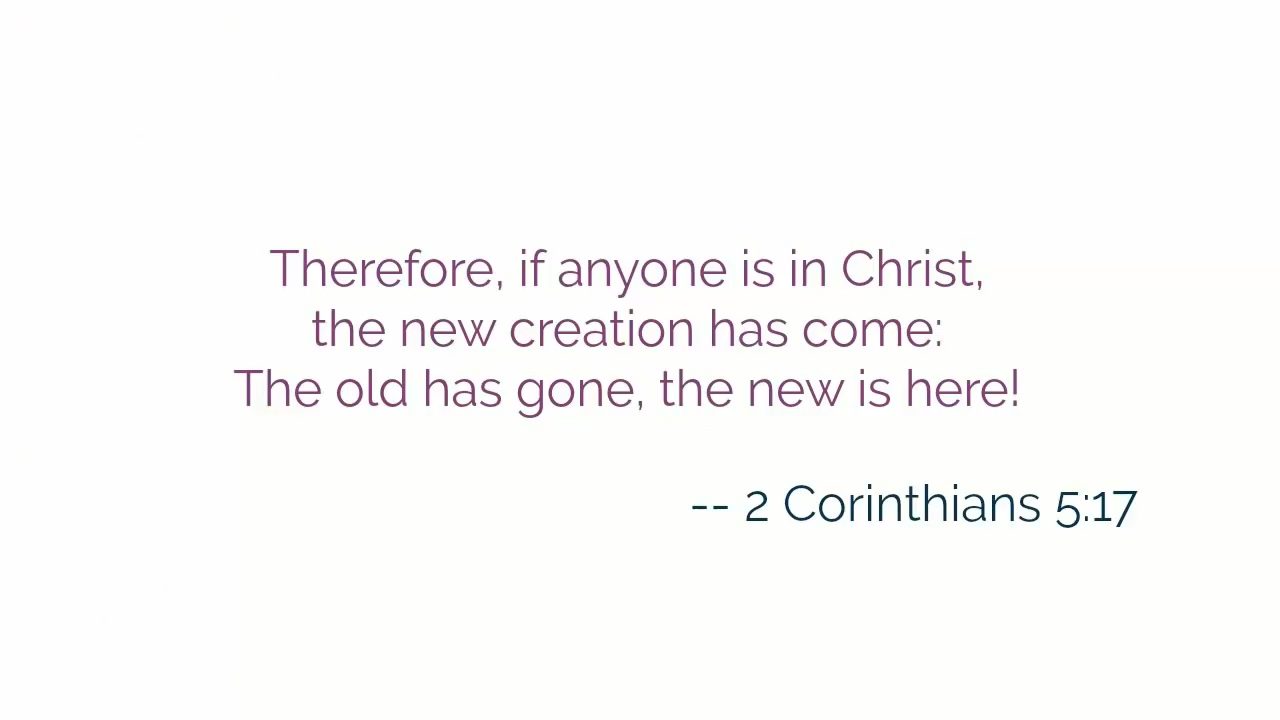 Therefore, if anyone is in Christ,
the new creation has come:
The old has gone, the new is here!
-- 2 Corinthians 5:17